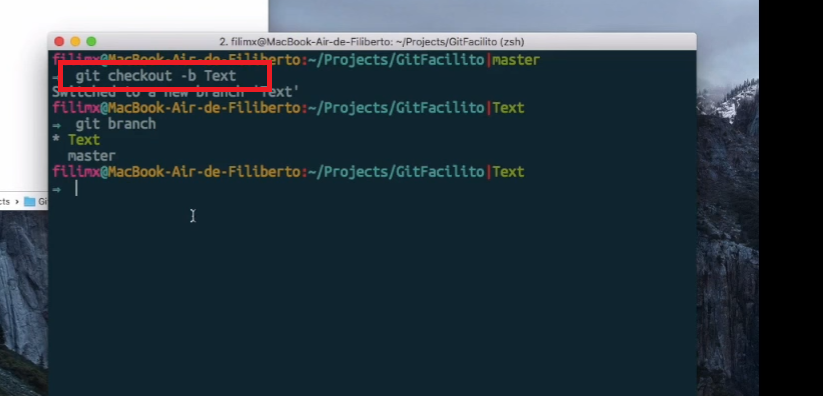 2. filimx@MacBook-Air-de-Filiberto: ~/Projects/GitFacilito (zsh)
filimx@MacBook-Air-de-Filiberto:~/Projects/GitFacilito|master
⇒ git checkout -b Text
Switched to a new branch 'Text'
filimx@MacBook-Air-de-Filiberto:~/Projects/GitFacilito|Text
⇒ git branch
* Text
master
filimx@MacBook-Air-de-Filiberto:~/Projects/GitFacilito|Text
⇒
cts › Gi